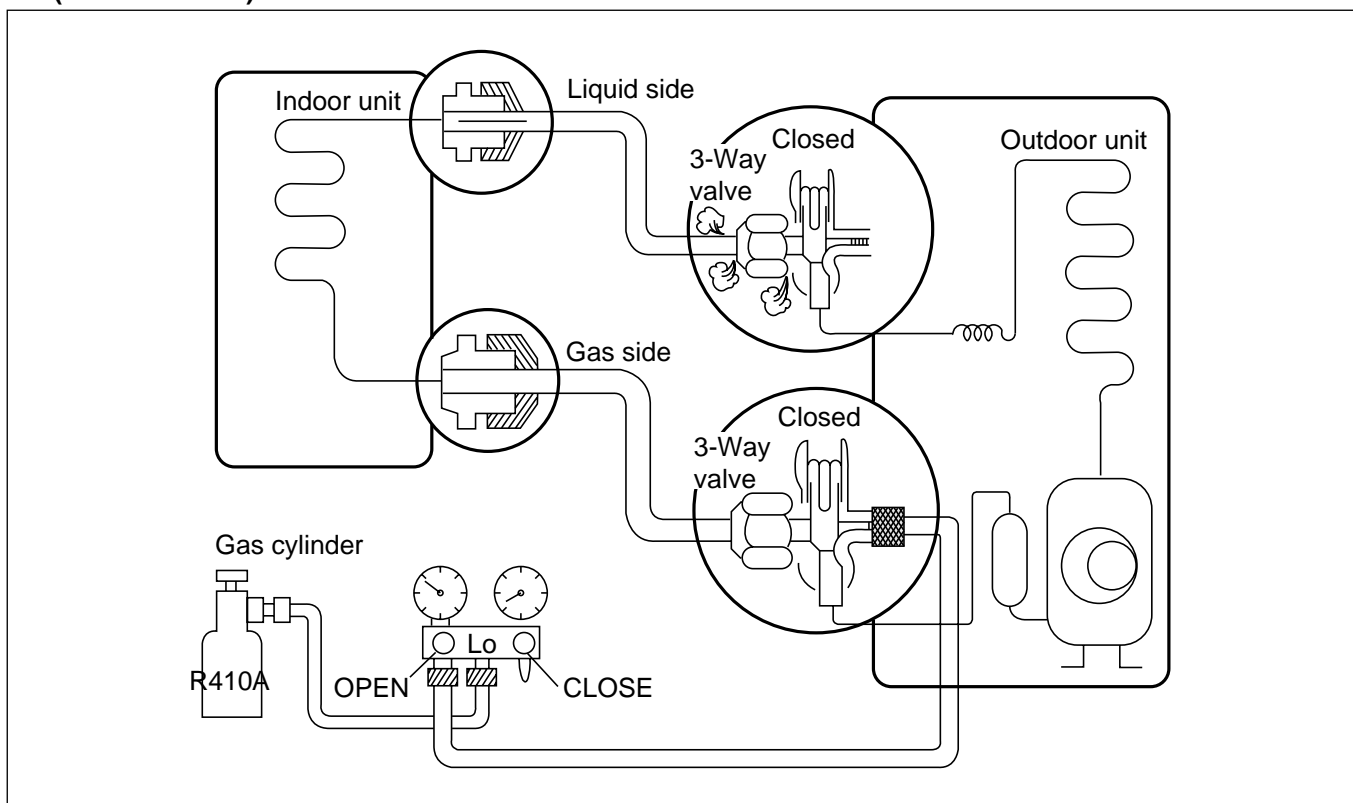 Indoor unit
Liquid side
Closed
3-Way
valve
Outdoor unit
Gas side
Closed
3-Way
valve
Gas cylinder
Lo
R410A
OPEN
CLOSE